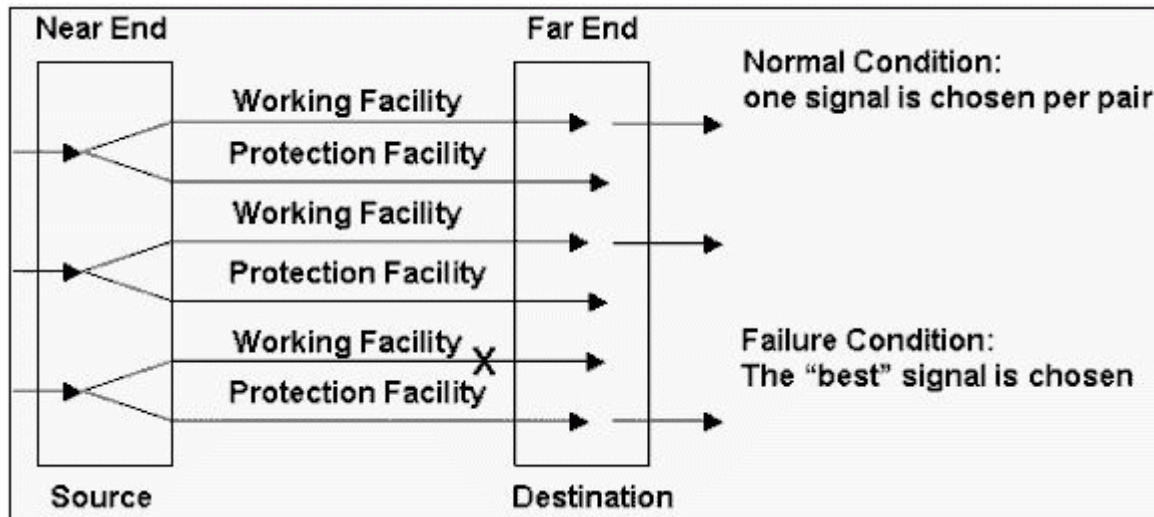 Near End
Far End
Normal Condition:
one signal is chosen per pair
Working Facility
Protection Facility
Working Facility
Protection Facility
Working Facility
X
Protection Facility
Failure Condition:
The “best” signal is chosen
Source
Destination